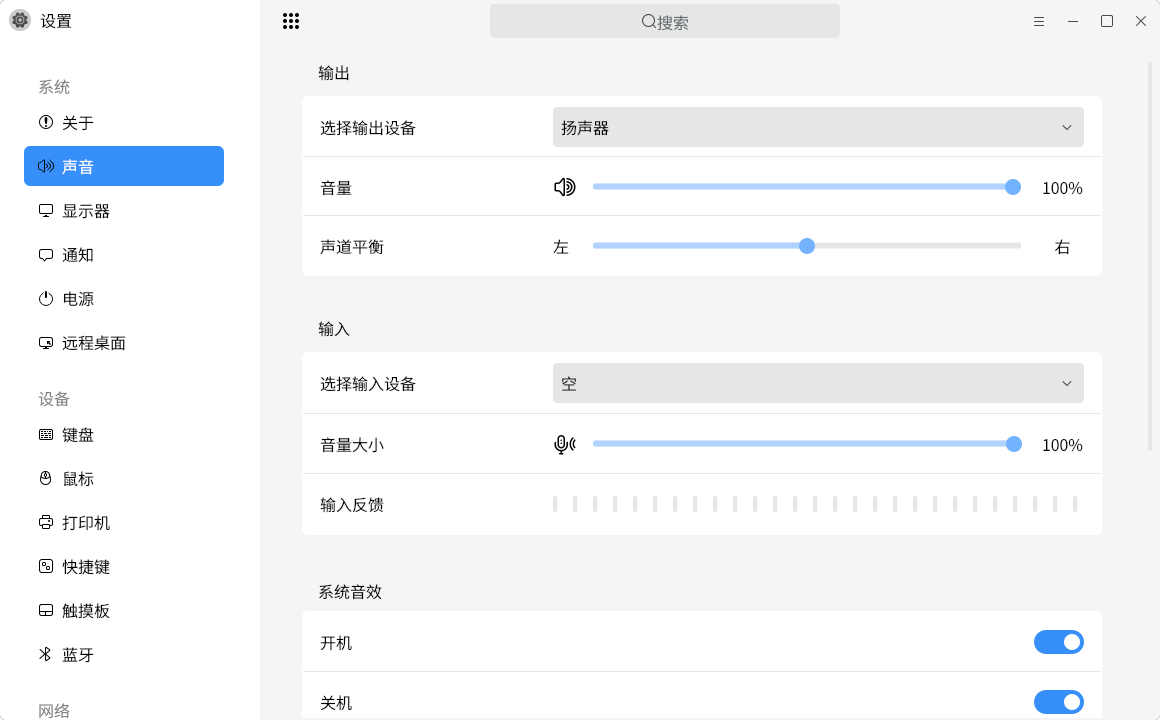 设置
搜索
系统
关于
声音
显示器
通知
电源
远程桌面
设备
键盘
鼠标
打印机
快捷键
触摸板
蓝牙
网络
输出
选择输出设备
扬声器
音量
100%
声道平衡
左
右
输入
选择输入设备
空
音量大小
100%
输入反馈
系统音效
开机
关机